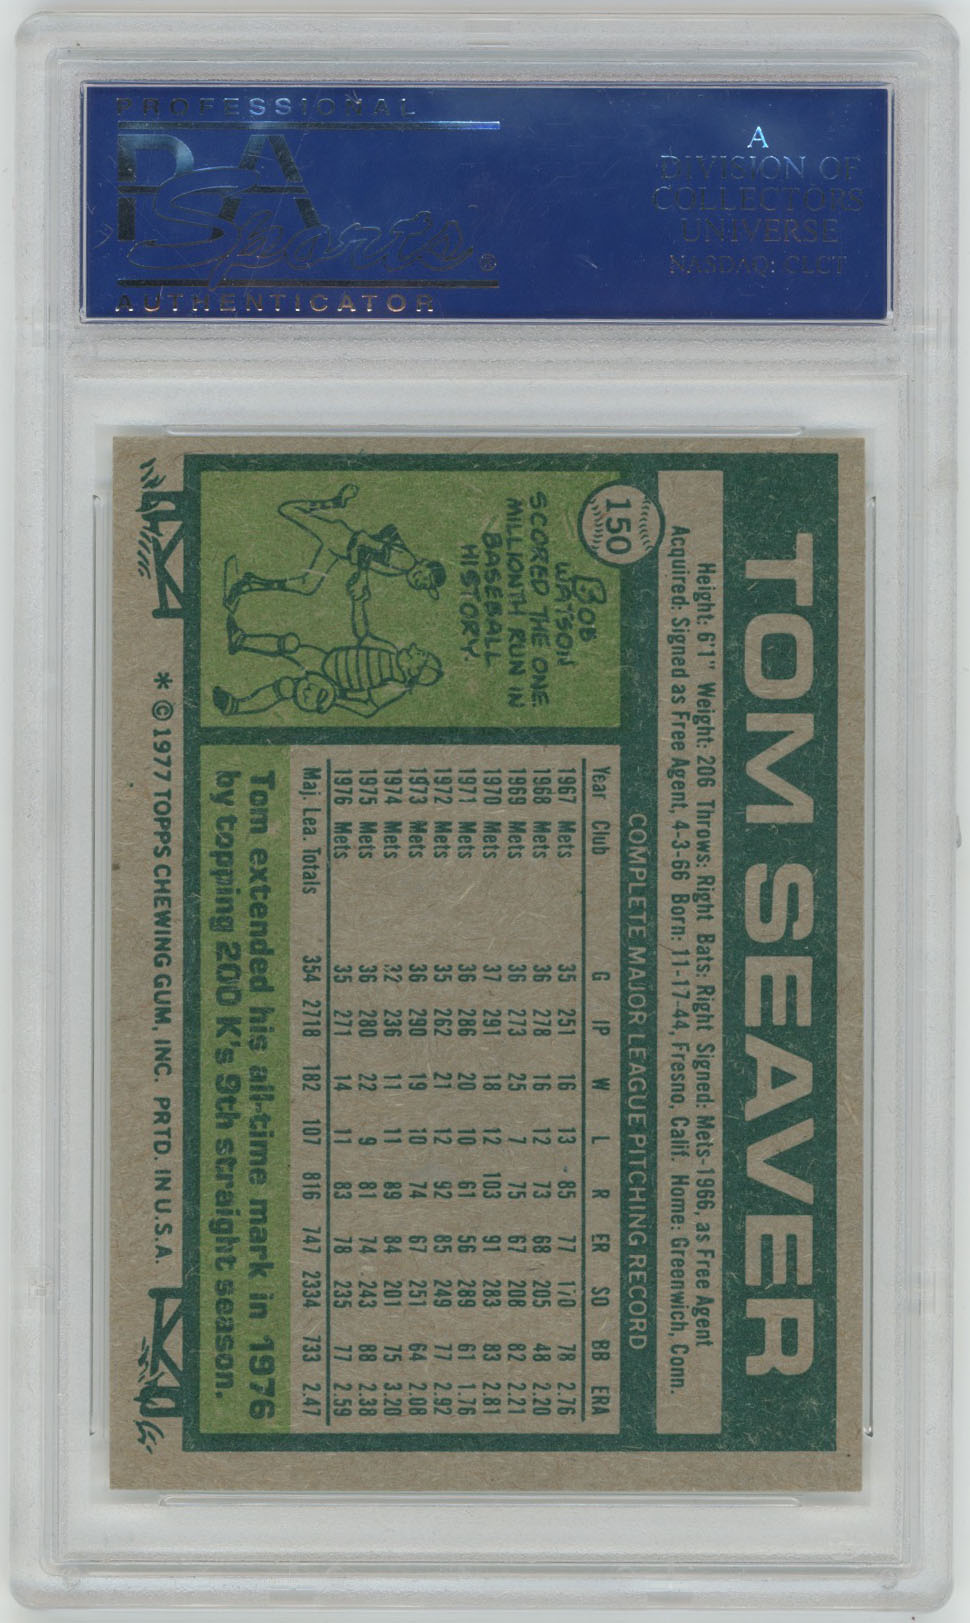 PROFESSIONAL
PSA
Sports®
AUTHENTICATOR
A
DIVISION OF
COLLECTORS
UNIVERSE
NASDAQ: CLCT
TOM SEAVER
150
Height: 6'1" Weight: 206 Throws: Right Bats: Right Signed: Mets-1966, as Free Agent
Acquired: Signed as Free Agent, 4-3-66 Born: 11-17-44, Fresno, Calif. Home: Greenwich, Conn.
BOB
WATSON
SCORED THE ONE
MILLIONTH RUN IN
BASEBALL
HISTORY.
COMPLETE MAJOR LEAGUE PITCHING RECORD
Year Club G IP W L R ER SO BB ERA
1967 Mets 35 251 16 13 85 77 170 78 2.76
1968 Mets 36 278 16 12 73 68 205 48 2.20
1969 Mets 36 273 25 7 75 67 208 82 2.21
1970 Mets 37 291 18 12 103 91 283 83 2.81
1971 Mets 36 286 20 10 61 56 289 61 1.76
1972 Mets 35 262 21 12 92 85 249 77 2.92
1973 Mets 36 290 19 10 74 67 251 64 2.08
1974 Mets 32 236 11 11 89 84 201 75 3.20
1975 Mets 36 280 22 9 81 74 243 88 2.38
1976 Mets 35 271 14 11 83 78 235 77 2.59
Maj. Lea. Totals 354 2718 182 107 816 747 2334 733 2.47
Tom extended his all-time mark in 1976
by topping 200 K's 9th straight season.
* ©1977 TOPPS CHEWING GUM, INC. PRTD. IN U.S.A.